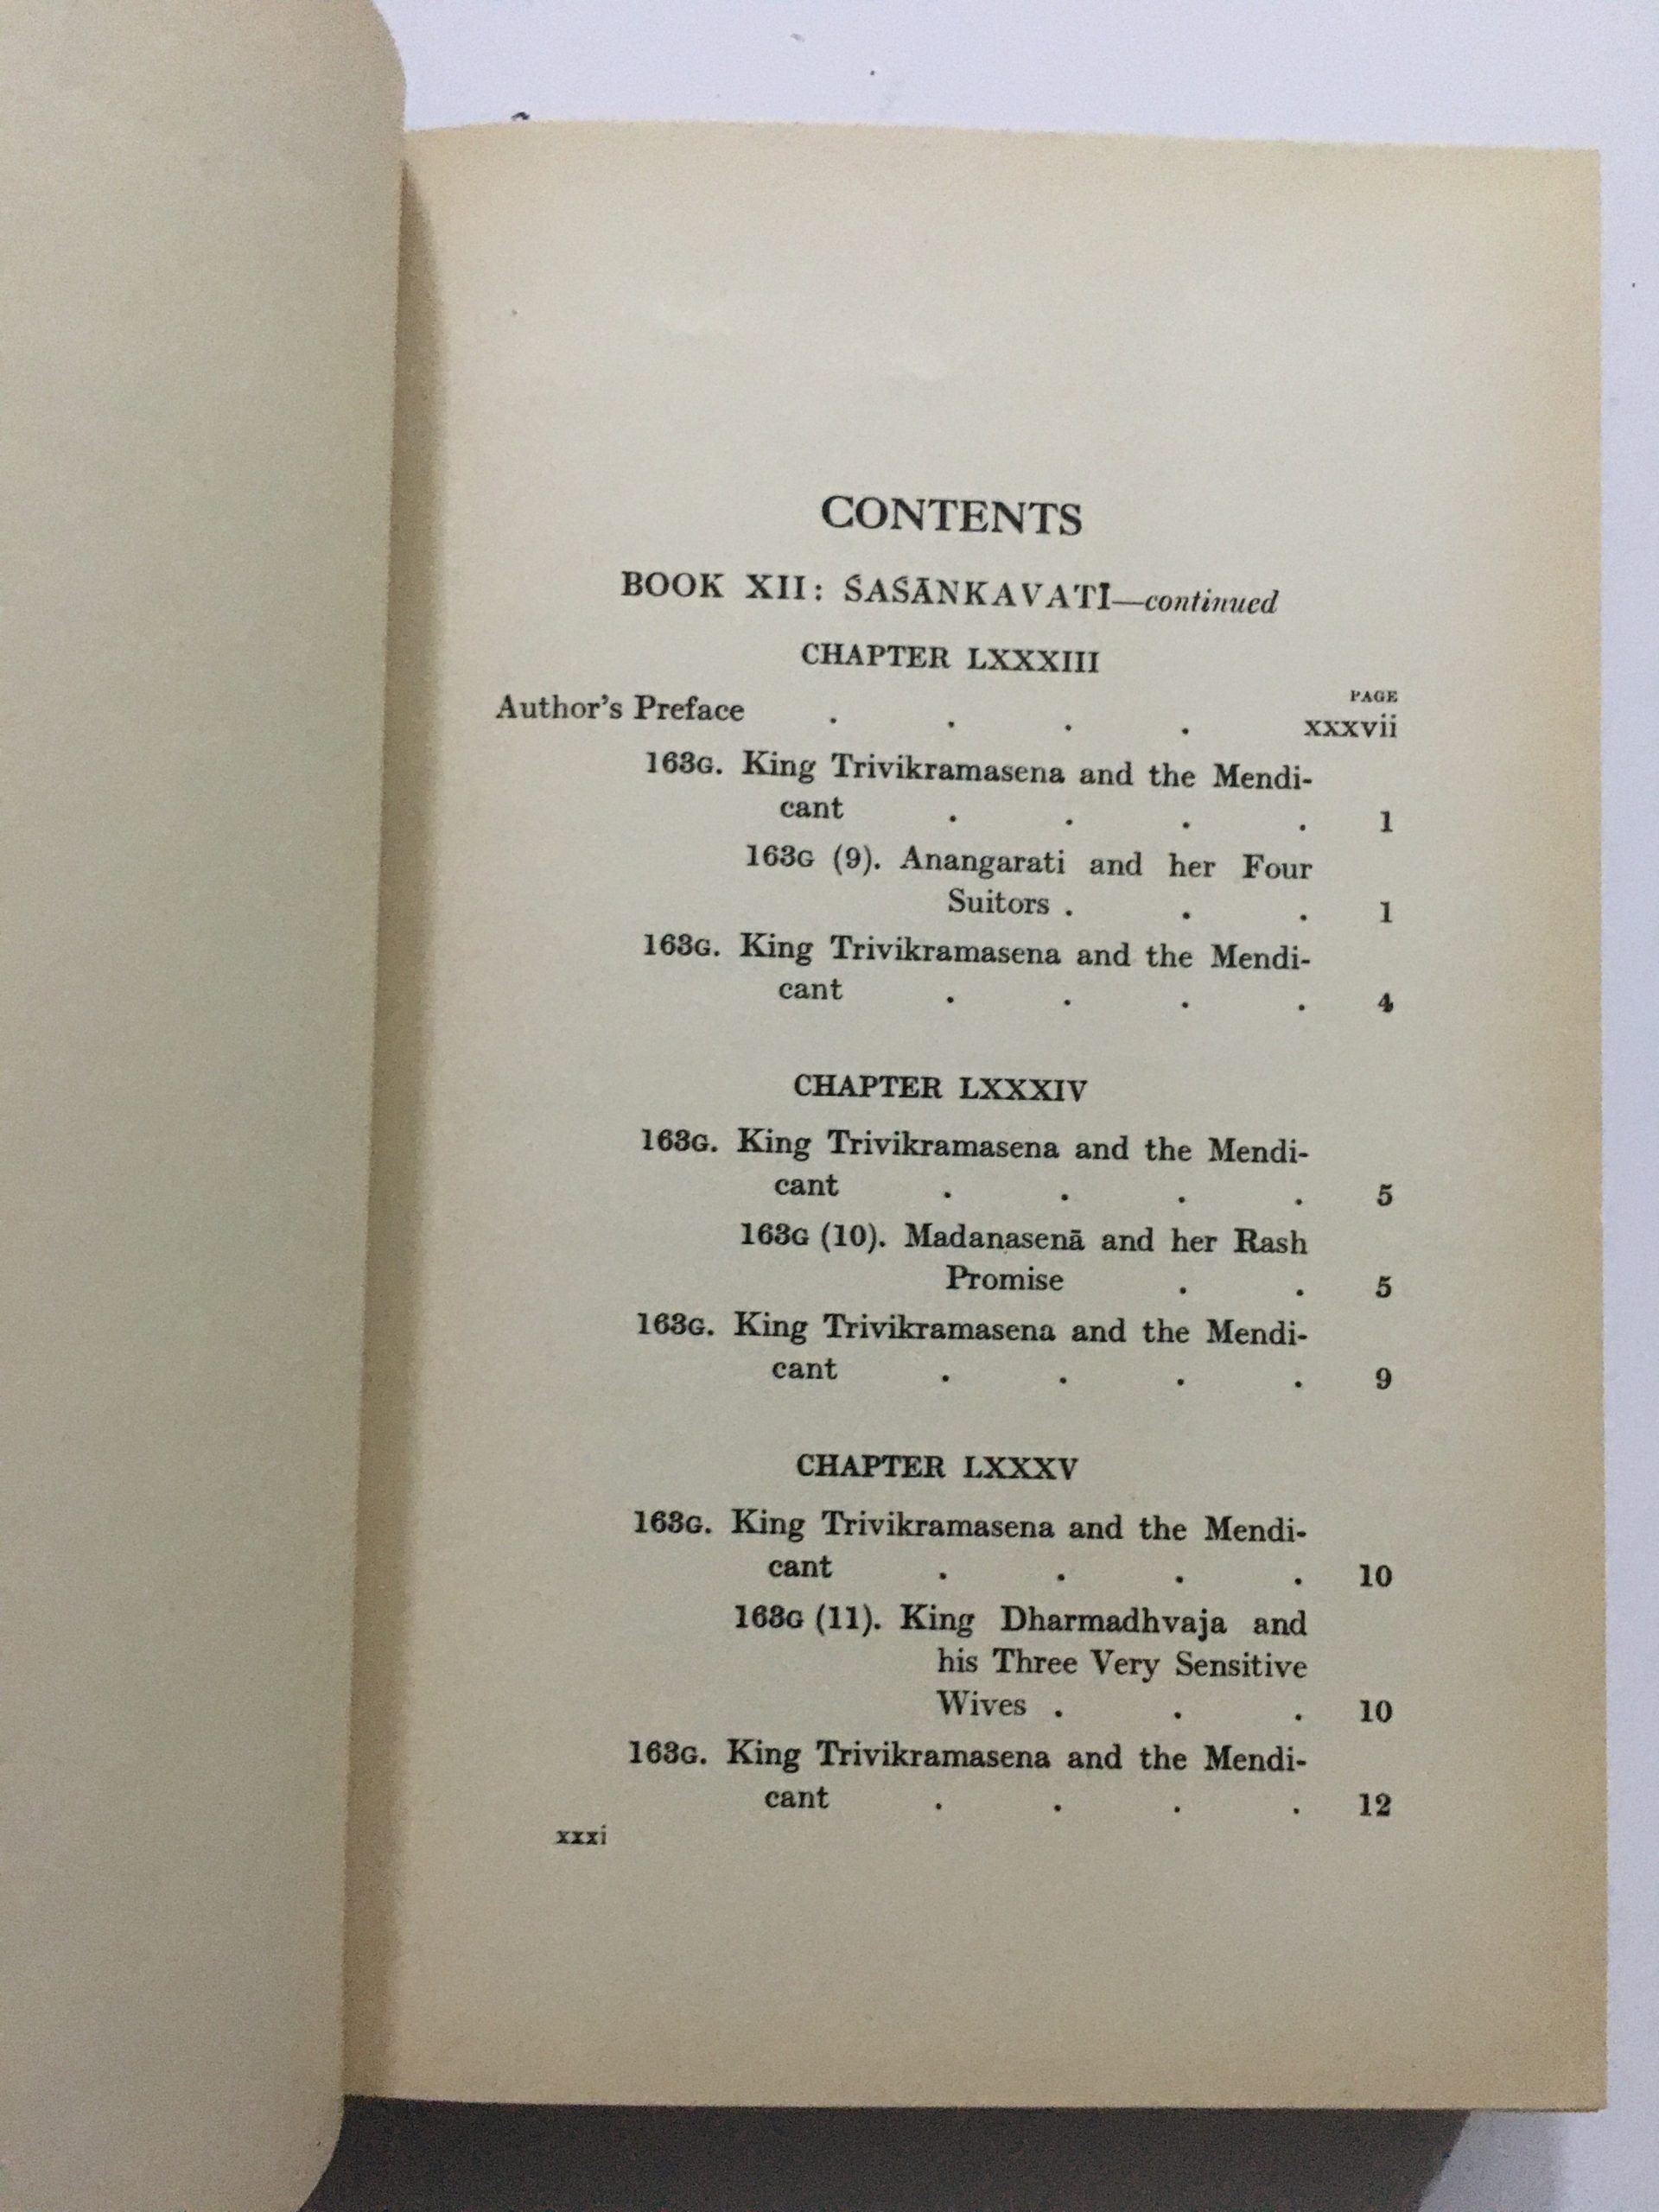 CONTENTS
BOOK XII: ŚAŚĀNKAVATĪ—continued
CHAPTER LXXXIII
PAGE
Author's Preface . . . . xxxvii
163G. King Trivikramasena and the Mendi-
cant . . . . 1
163G (9). Anangarati and her Four
Suitors . . . 1
163G. King Trivikramasena and the Mendi-
cant . . . . 4
CHAPTER LXXXIV
163G. King Trivikramasena and the Mendi-
cant . . . . 5
163G (10). Madanasenā and her Rash
Promise . . 5
163G. King Trivikramasena and the Mendi-
cant . . . . 9
CHAPTER LXXXV
163G. King Trivikramasena and the Mendi-
cant . . . . 10
163G (11). King Dharmadhvaja and
his Three Very Sensitive
Wives . . . 10
163G. King Trivikramasena and the Mendi-
cant . . . . 12
xxxi